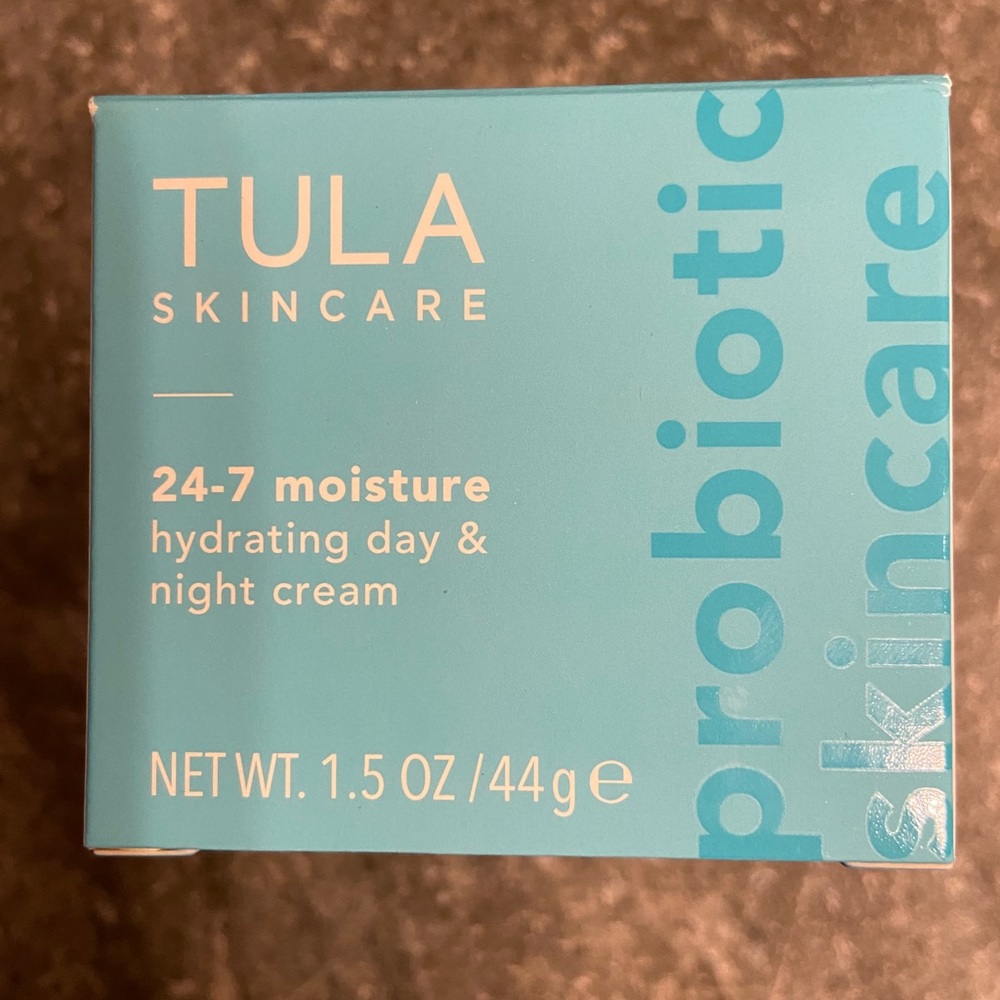 TULA
SKINCARE
24-7 moisture
hydrating day &
night cream
NET WT. 1.5 OZ /44g ℮
probiotic
skincare